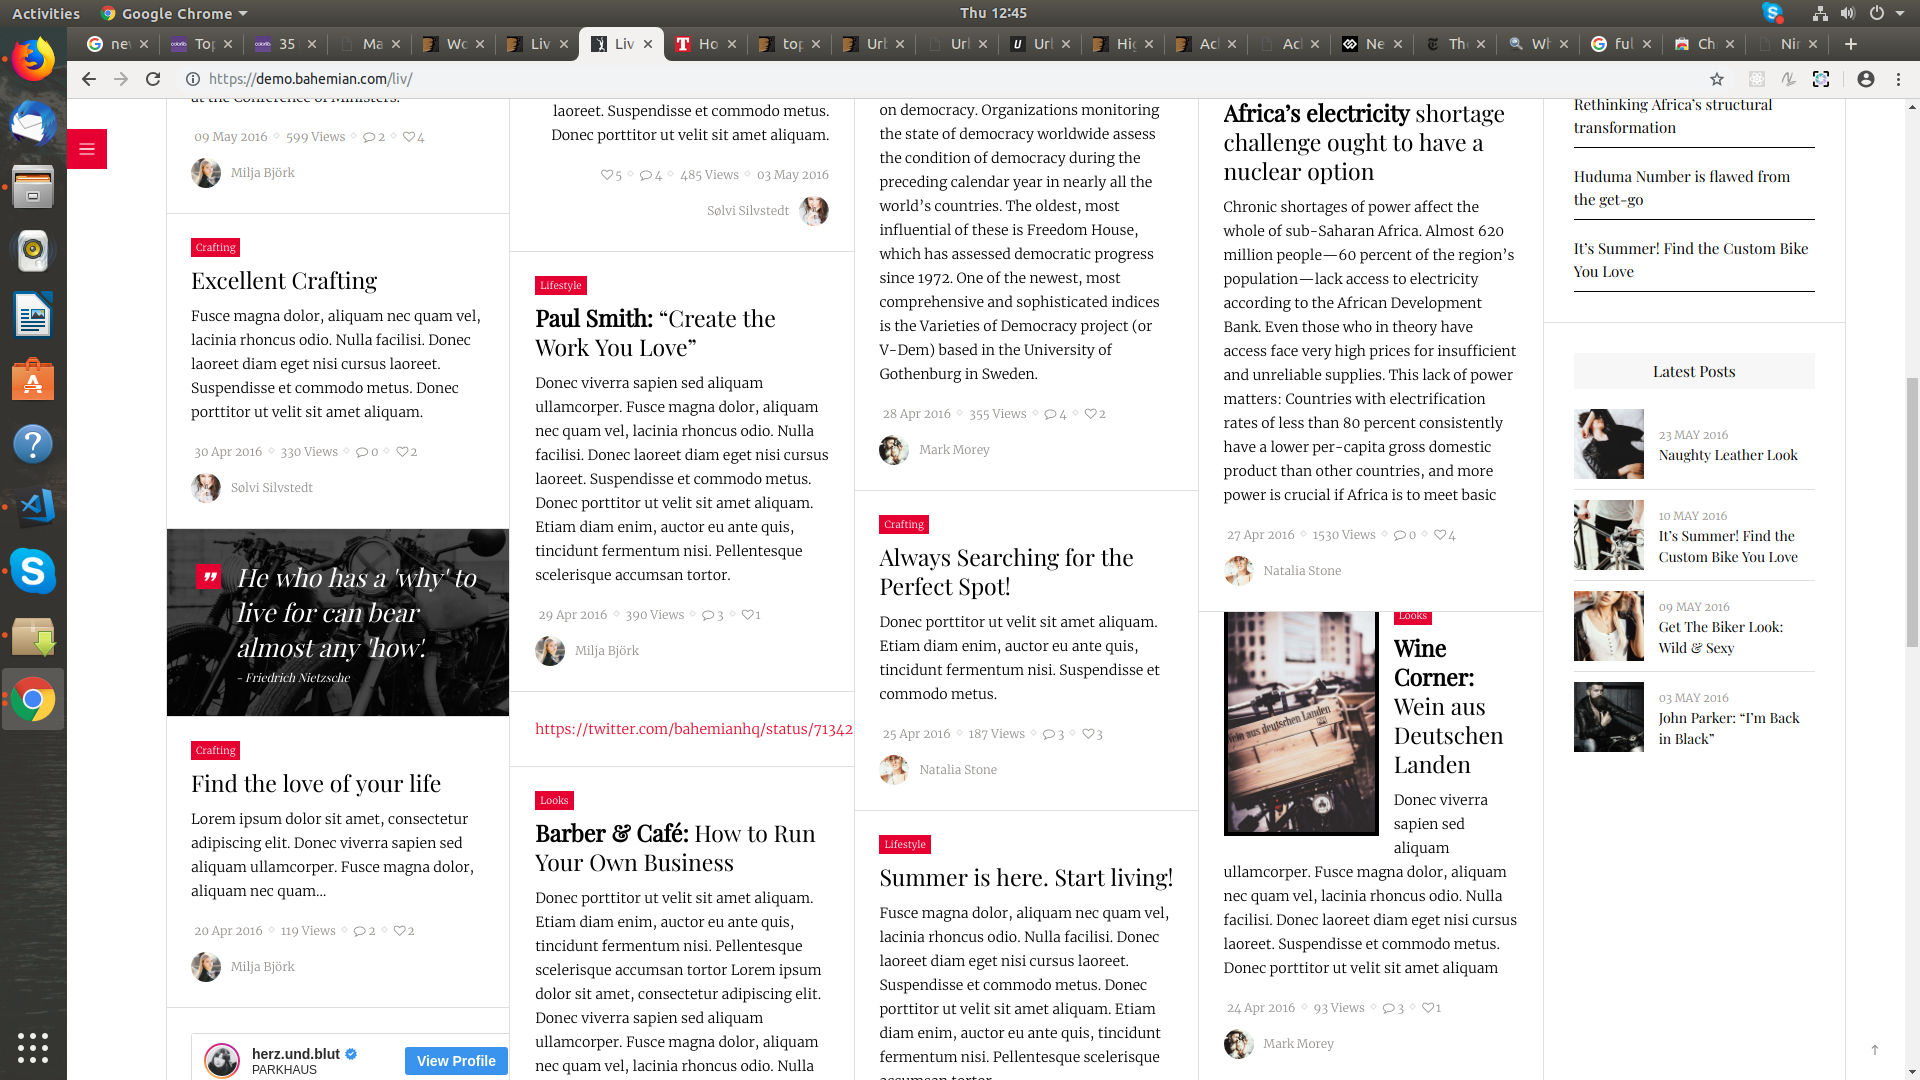 Activities
Google Chrome
Thu 12:45
nev
Top
35 l
Ma
Wo
Liv
Liv
Ho
top
Urb
Url
Url
Hig
Ach
Ach
Ne
Th
Wh
ful
Ch
Nir
https://demo.bahemian.com/liv/
at the Conference of Ministers.
09 May 2016 599 Views 2 4
Milja Björk
Crafting
Excellent Crafting
Fusce magna dolor, aliquam nec quam vel,
lacinia rhoncus odio. Nulla facilisi. Donec
laoreet diam eget nisi cursus laoreet.
Suspendisse et commodo metus. Donec
porttitor ut velit sit amet aliquam.
30 Apr 2016 330 Views 0 2
Sølvi Silvstedt
He who has a 'why' to
live for can bear
almost any 'how'.
- Friedrich Nietzsche
Crafting
Find the love of your life
Lorem ipsum dolor sit amet, consectetur
adipiscing elit. Donec viverra sapien sed
aliquam ullamcorper. Fusce magna dolor,
aliquam nec quam...
20 Apr 2016 119 Views 2 2
Milja Björk
herz.und.blut
PARKHAUS
View Profile
laoreet. Suspendisse et commodo metus.
Donec porttitor ut velit sit amet aliquam.
5 4 485 Views 03 May 2016
Sølvi Silvstedt
Lifestyle
Paul Smith: “Create the
Work You Love”
Donec viverra sapien sed aliquam
ullamcorper. Fusce magna dolor, aliquam
nec quam vel, lacinia rhoncus odio. Nulla
facilisi. Donec laoreet diam eget nisi cursus
laoreet. Suspendisse et commodo metus.
Donec porttitor ut velit sit amet aliquam.
Etiam diam enim, auctor eu ante quis,
tincidunt fermentum nisi. Pellentesque
scelerisque accumsan tortor.
29 Apr 2016 390 Views 3 1
Milja Björk
https://twitter.com/bahemianhq/status/71342
Looks
Barber & Café: How to Run
Your Own Business
Donec porttitor ut velit sit amet aliquam.
Etiam diam enim, auctor eu ante quis,
tincidunt fermentum nisi. Pellentesque
scelerisque accumsan tortor Lorem ipsum
dolor sit amet, consectetur adipiscing elit.
Donec viverra sapien sed aliquam
ullamcorper. Fusce magna dolor, aliquam
nec quam vel, lacinia rhoncus odio. Nulla
on democracy. Organizations monitoring
the state of democracy worldwide assess
the condition of democracy during the
preceding calendar year in nearly all the
world’s countries. The oldest, most
influential of these is Freedom House,
which has assessed democratic progress
since 1972. One of the newest, most
comprehensive and sophisticated indices
is the Varieties of Democracy project (or
V-Dem) based in the University of
Gothenburg in Sweden.
28 Apr 2016 355 Views 4 2
Mark Morey
Crafting
Always Searching for the
Perfect Spot!
Donec porttitor ut velit sit amet aliquam.
Etiam diam enim, auctor eu ante quis,
tincidunt fermentum nisi. Suspendisse et
commodo metus.
25 Apr 2016 187 Views 3 3
Natalia Stone
Lifestyle
Summer is here. Start living!
Fusce magna dolor, aliquam nec quam vel,
lacinia rhoncus odio. Nulla facilisi. Donec
laoreet diam eget nisi cursus laoreet.
Suspendisse et commodo metus. Donec
porttitor ut velit sit amet aliquam. Etiam
diam enim, auctor eu ante quis, tincidunt
fermentum nisi. Pellentesque scelerisque
accumsan tortor
Africa’s electricity shortage
challenge ought to have a
nuclear option
Chronic shortages of power affect the
whole of sub-Saharan Africa. Almost 620
million people—60 percent of the region’s
population—lack access to electricity
according to the African Development
Bank. Even those who in theory have
access face very high prices for insufficient
and unreliable supplies. This lack of power
matters: Countries with electrification
rates of less than 80 percent consistently
have a lower per-capita gross domestic
product than other countries, and more
power is crucial if Africa is to meet basic
27 Apr 2016 1530 Views 0 4
Natalia Stone
Looks
Wine
Corner:
Wein aus
Deutschen
Landen
Wein aus deutschen Landen
Donec viverra
sapien sed
aliquam
ullamcorper. Fusce magna dolor, aliquam
nec quam vel, lacinia rhoncus odio. Nulla
facilisi. Donec laoreet diam eget nisi cursus
laoreet. Suspendisse et commodo metus.
Donec porttitor ut velit sit amet aliquam
24 Apr 2016 93 Views 3 1
Mark Morey
Rethinking Africa’s structural
transformation
Huduma Number is flawed from
the get-go
It’s Summer! Find the Custom Bike
You Love
Latest Posts
23 MAY 2016
Naughty Leather Look
10 MAY 2016
It’s Summer! Find the
Custom Bike You Love
09 MAY 2016
Get The Biker Look:
Wild & Sexy
03 MAY 2016
John Parker: “I’m Back
in Black”